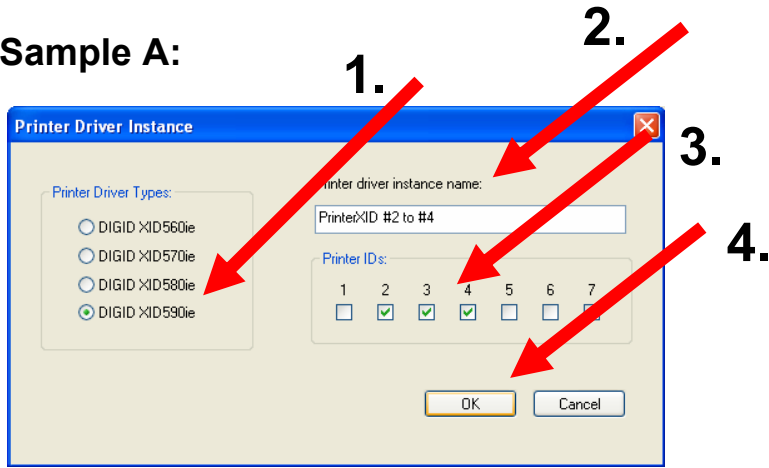 Sample A:
1.
2.
3.
4.
Printer Driver Instance
Printer Driver Types:
DIGID XID560ie
DIGID XID570ie
DIGID XID580ie
DIGID XID590ie
Printer driver instance name:
PrinterXID #2 to #4
Printer IDs:
1 2 3 4 5 6 7
OK
Cancel